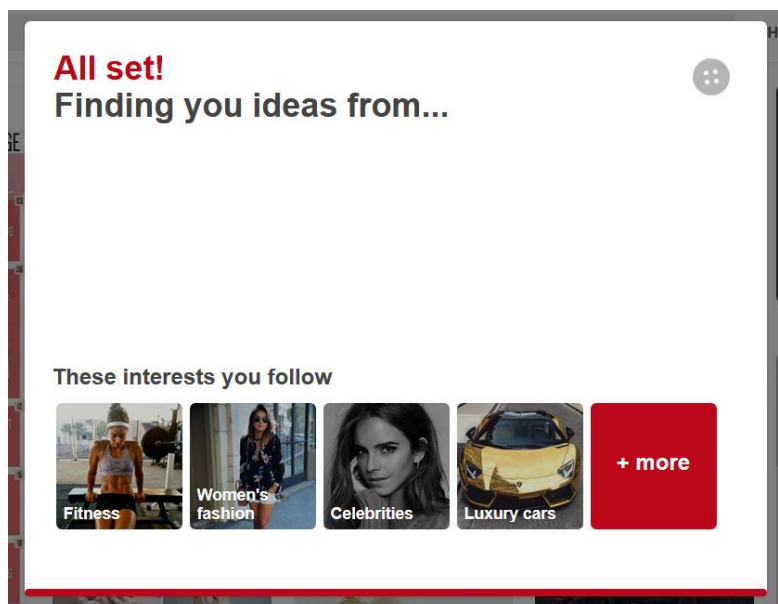 All set!
Finding you ideas from...
These interests you follow
Fitness
Women's
fashion
Celebrities
Luxury cars
+ more